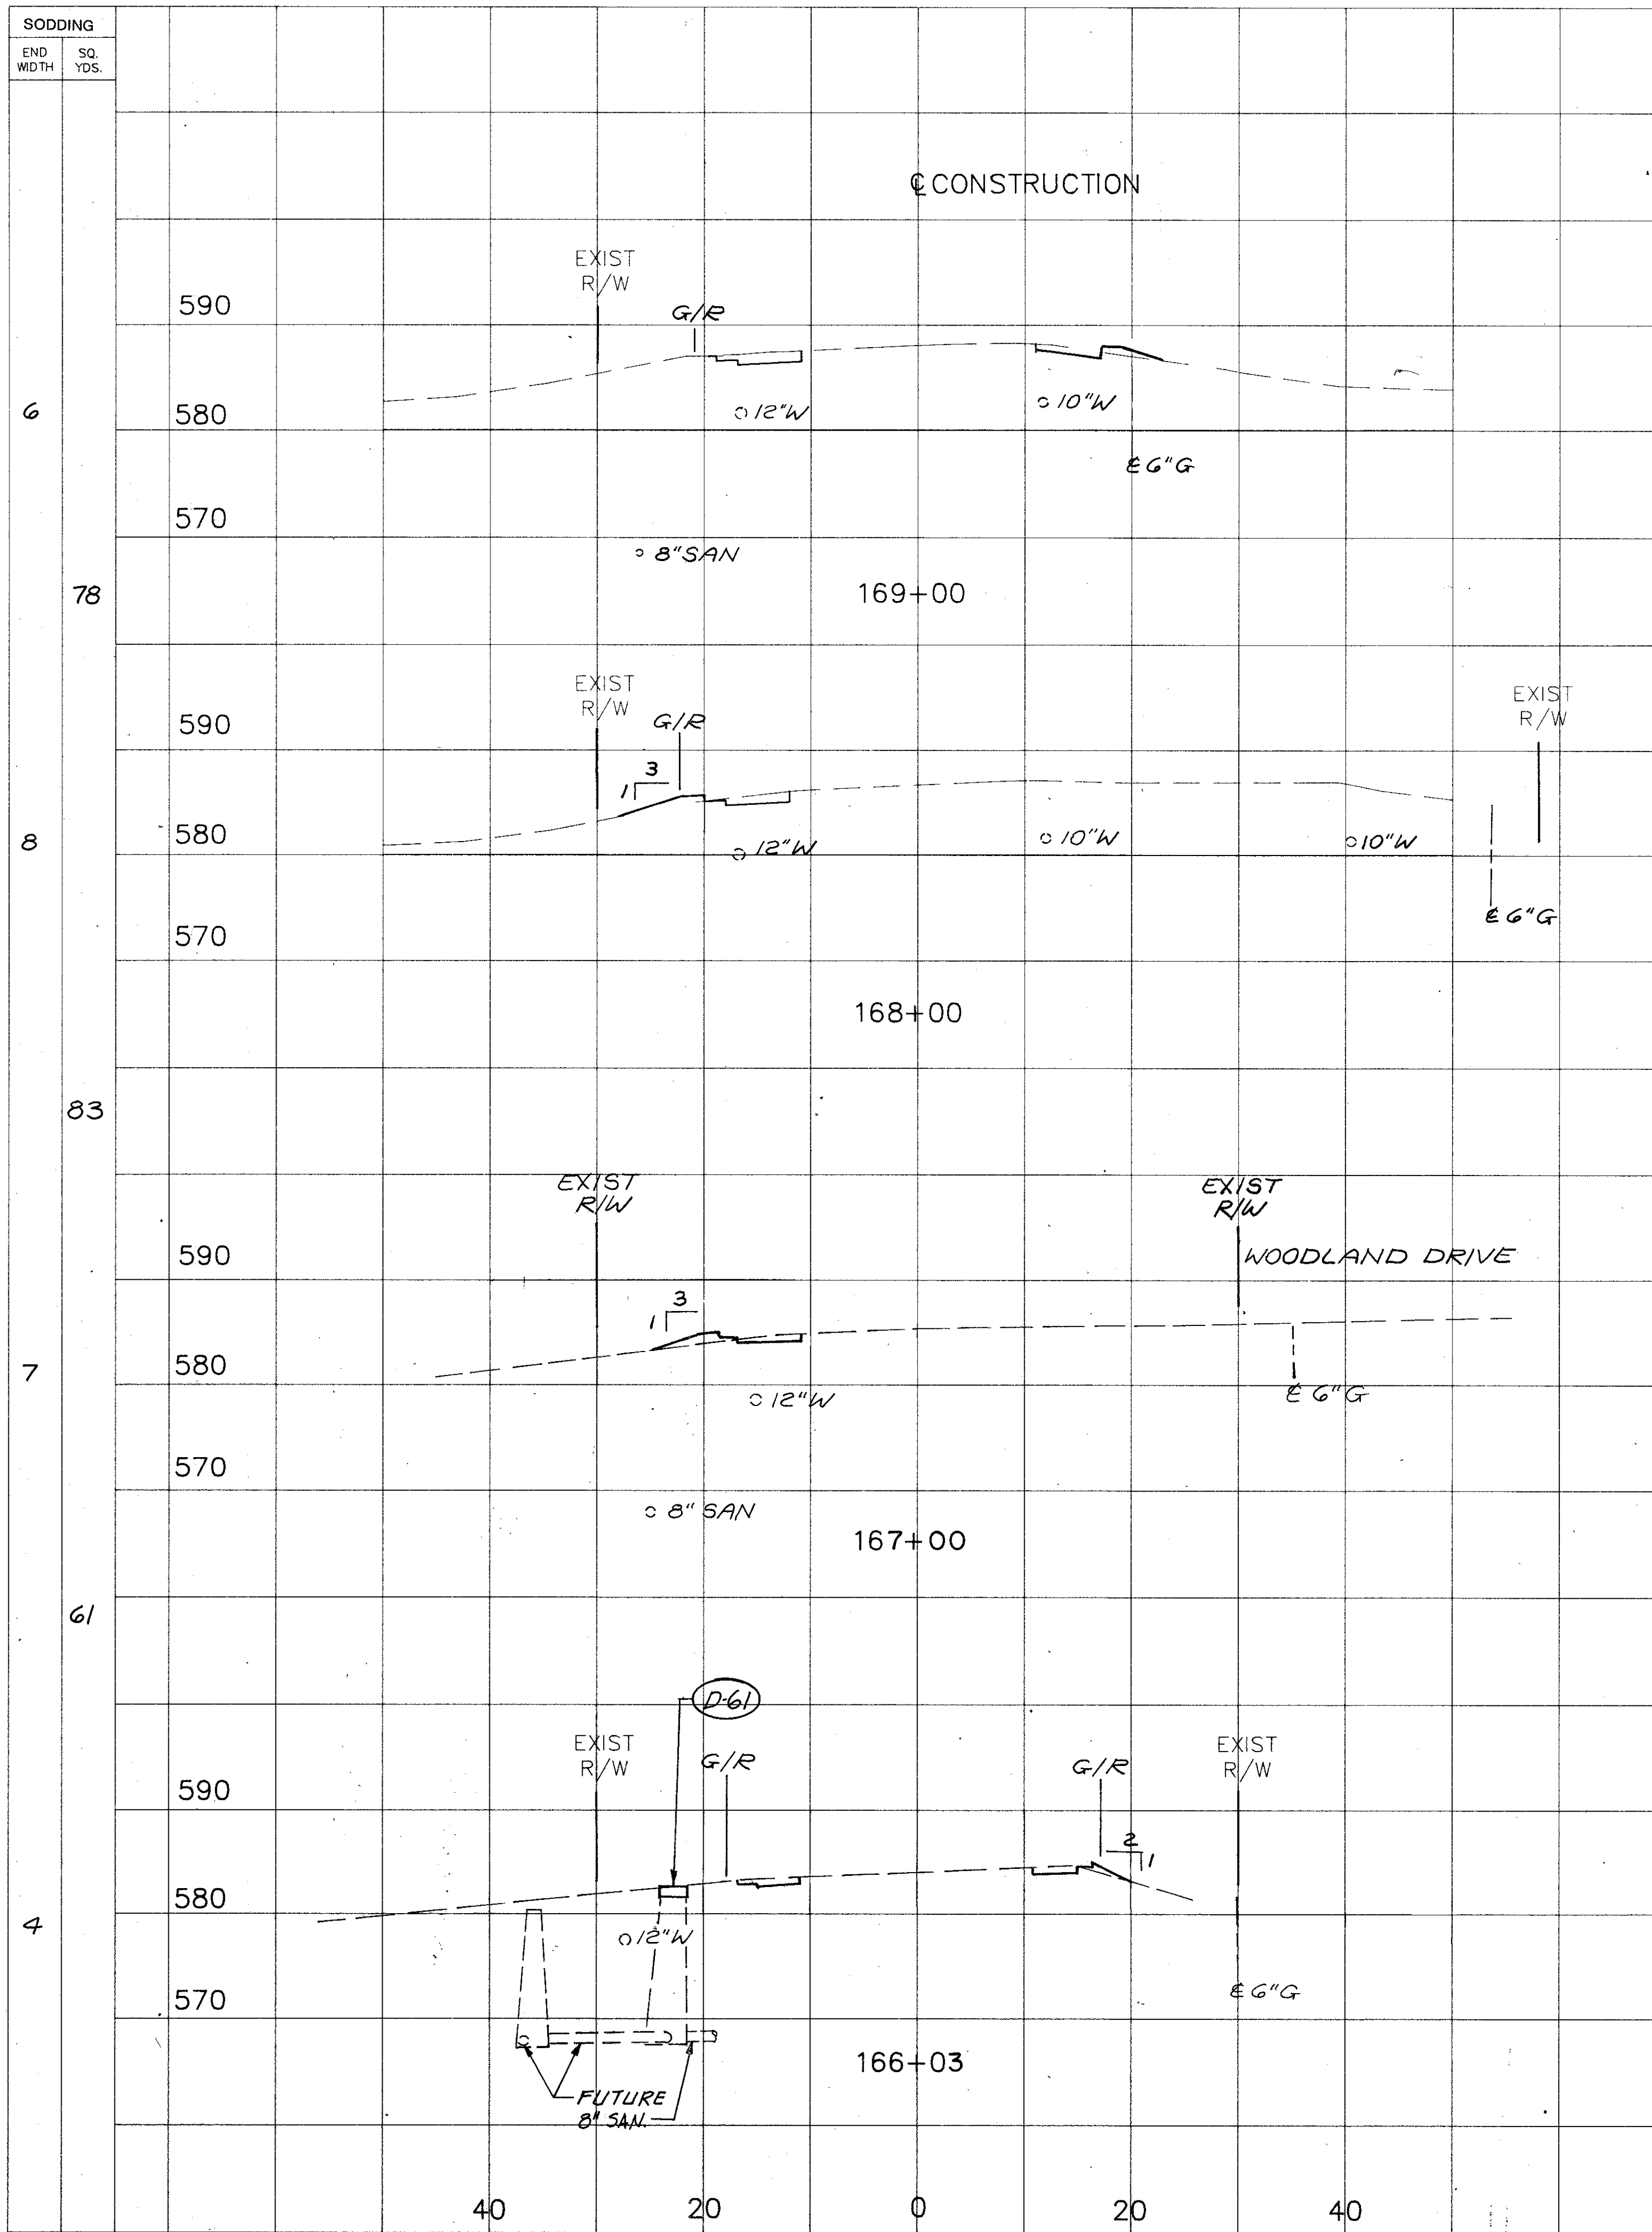 SODDING
END WIDTH
SQ. YDS.
℄ CONSTRUCTION
EXIST
R/W
G/R
590
6
580
12"W
10"W
℄ 6"G
570
8" SAN
78
169+00
EXIST
R/W
G/R
EXIST
R/W
590
3
1
8
580
12"W
10"W
10"W
℄ 6"G
570
168+00
83
EXIST
R/W
EXIST
R/W
590
WOODLAND DRIVE
3
1
7
580
12"W
℄ 6"G
570
8" SAN
167+00
61
D-61
EXIST
R/W
G/R
G/R
EXIST
R/W
590
2
1
4
580
12"W
570
℄ 6"G
166+03
FUTURE
8" SAN.
40 20 0 20 40